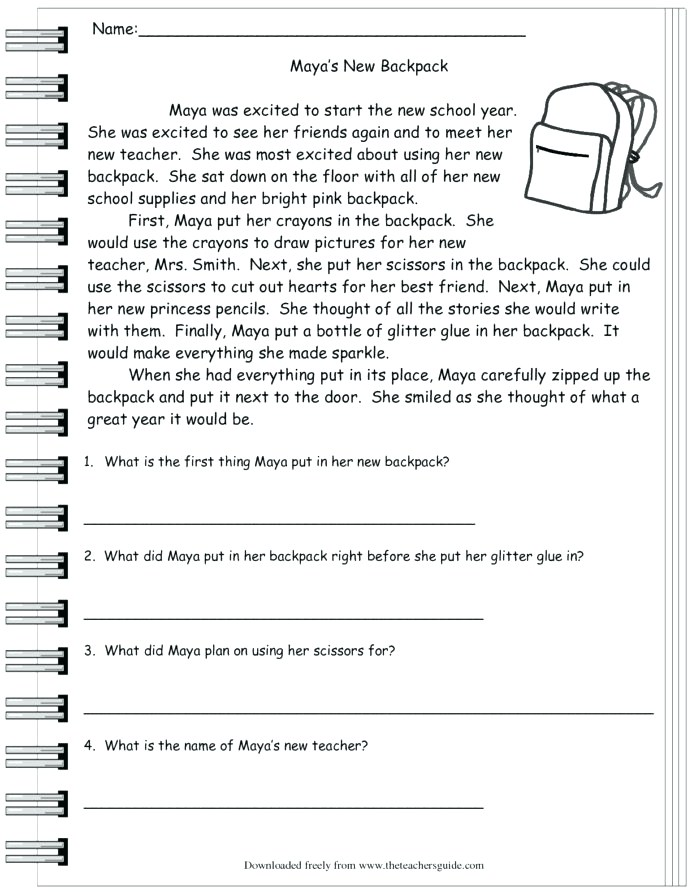 Name:___________________________________________
Maya's New Backpack
Maya was excited to start the new school year.
She was excited to see her friends again and to meet her
new teacher. She was most excited about using her new
backpack. She sat down on the floor with all of her new
school supplies and her bright pink backpack.
First, Maya put her crayons in the backpack. She
would use the crayons to draw pictures for her new
teacher, Mrs. Smith. Next, she put her scissors in the backpack. She could
use the scissors to cut out hearts for her best friend. Next, Maya put in
her new princess pencils. She thought of all the stories she would write
with them. Finally, Maya put a bottle of glitter glue in her backpack. It
would make everything she made sparkle.
When she had everything put in its place, Maya carefully zipped up the
backpack and put it next to the door. She smiled as she thought of what a
great year it would be.
1. What is the first thing Maya put in her new backpack?
2. What did Maya put in her backpack right before she put her glitter glue in?
3. What did Maya plan on using her scissors for?
4. What is the name of Maya's new teacher?
Downloaded freely from www.theteachersguide.com